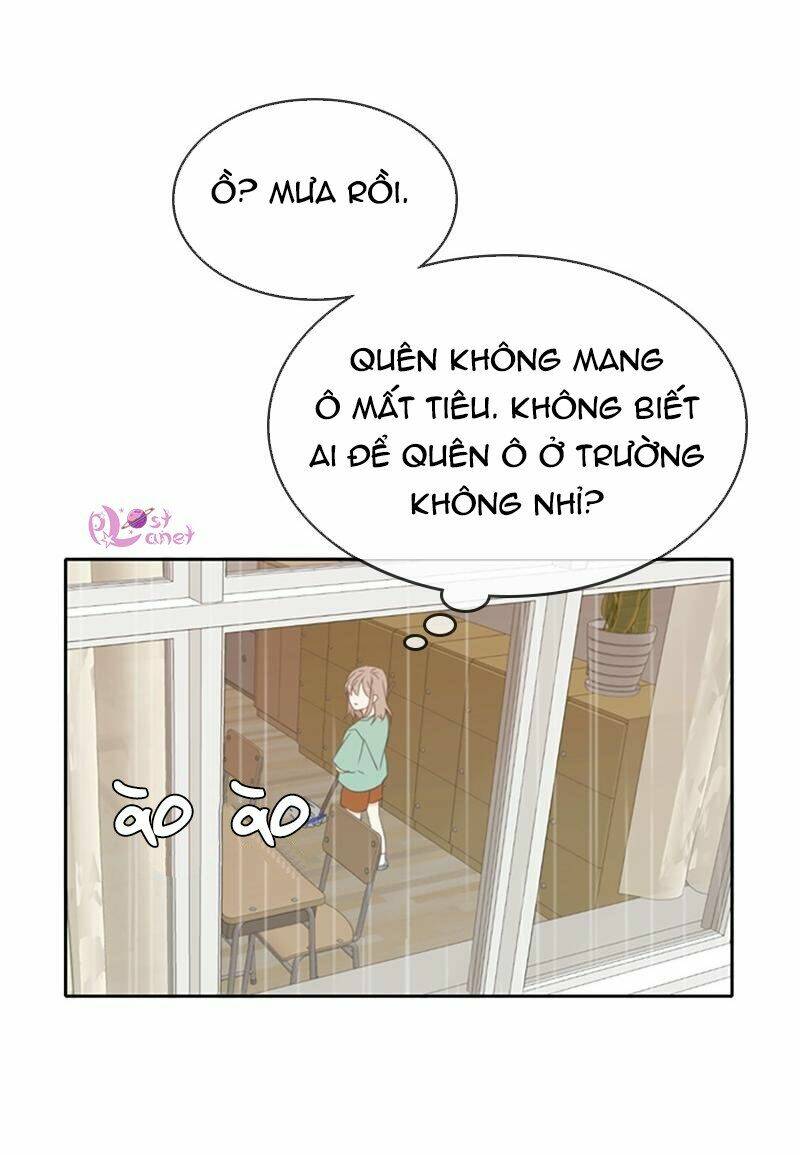 Ồ? MƯA RỒI.
QUÊN KHÔNG MANG
Ô MẤT TIÊU. KHÔNG BIẾT
AI ĐỂ QUÊN Ô Ở TRƯỜNG
KHÔNG NHỈ?
Lost
Planet
ÀO ÀO